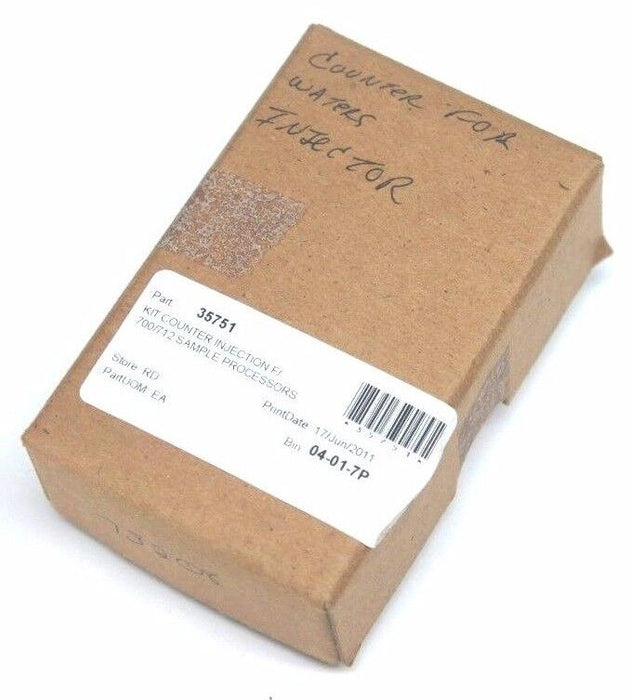 COUNTER FOR
WATERS
INJECTOR
Part 35751
KIT COUNTER INJECTION F/
700/712 SAMPLE PROCESSORS
Store RD
PartUOM EA
PrintDate 17/Jun/2011
*35751*
Bin 04-01-7P